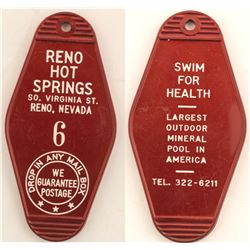 RENO
HOT
SPRINGS
SO. VIRGINIA ST.
RENO, NEVADA
6
DROP IN ANY MAIL BOX
WE
GUARANTEE
POSTAGE
SWIM
FOR
HEALTH
LARGEST
OUTDOOR
MINERAL
POOL IN
AMERICA
TEL. 322-6211